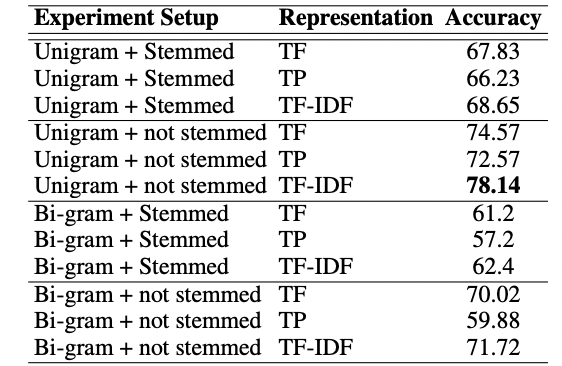 Experiment Setup Representation Accuracy
Unigram + Stemmed TF 67.83
Unigram + Stemmed TP 66.23
Unigram + Stemmed TF-IDF 68.65
Unigram + not stemmed TF 74.57
Unigram + not stemmed TP 72.57
Unigram + not stemmed TF-IDF 78.14
Bi-gram + Stemmed TF 61.2
Bi-gram + Stemmed TP 57.2
Bi-gram + Stemmed TF-IDF 62.4
Bi-gram + not stemmed TF 70.02
Bi-gram + not stemmed TP 59.88
Bi-gram + not stemmed TF-IDF 71.72